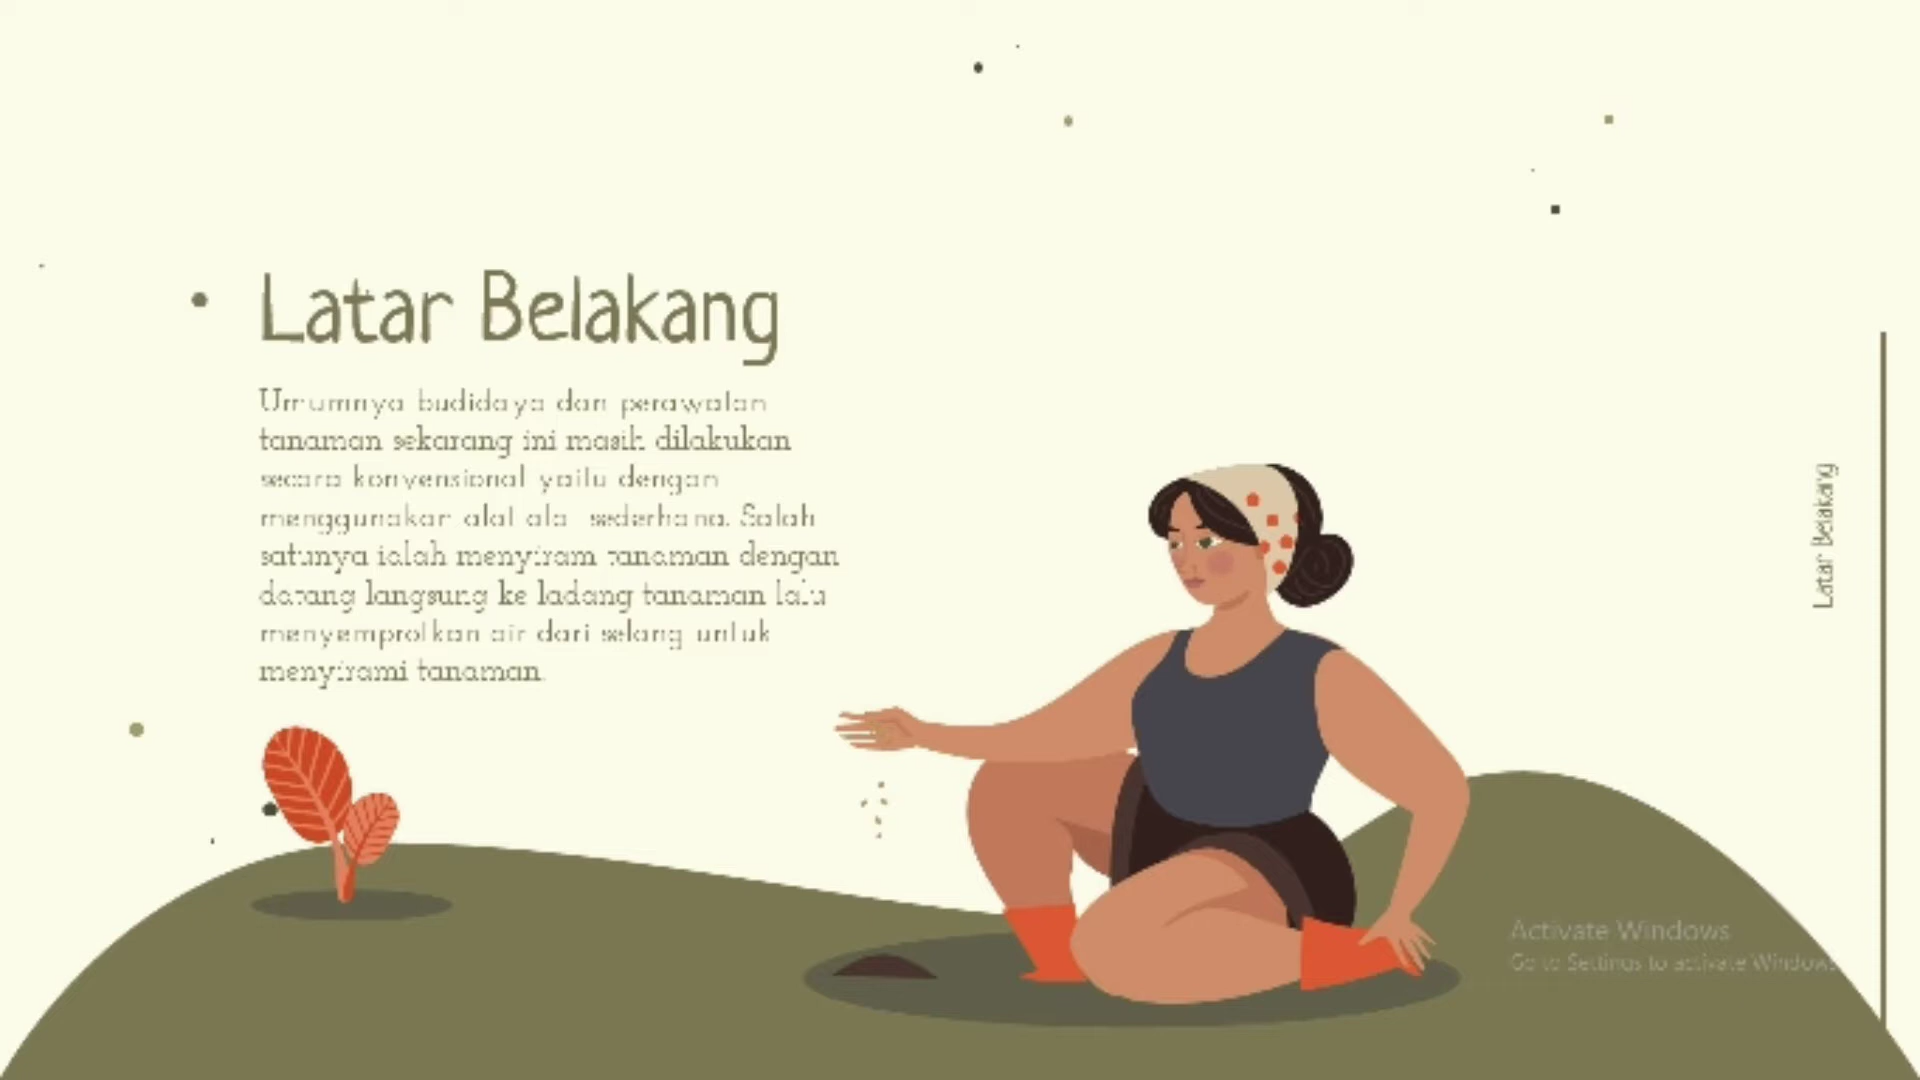 Latar Belakang
Umumnya budidaya dan perawatan
tanaman sekarang ini masih dilakukan
secara konvensional yaitu dengan
menggunakan alat ala sederhana. Salah
satunya ialah menyiram tanaman dengan
datang langsung ke ladang tanaman lalu
menyemprotkan air dari selang untuk
menyirami tanaman.
Latar Belakang
Activate Windows
Go to Settings to activate Windows